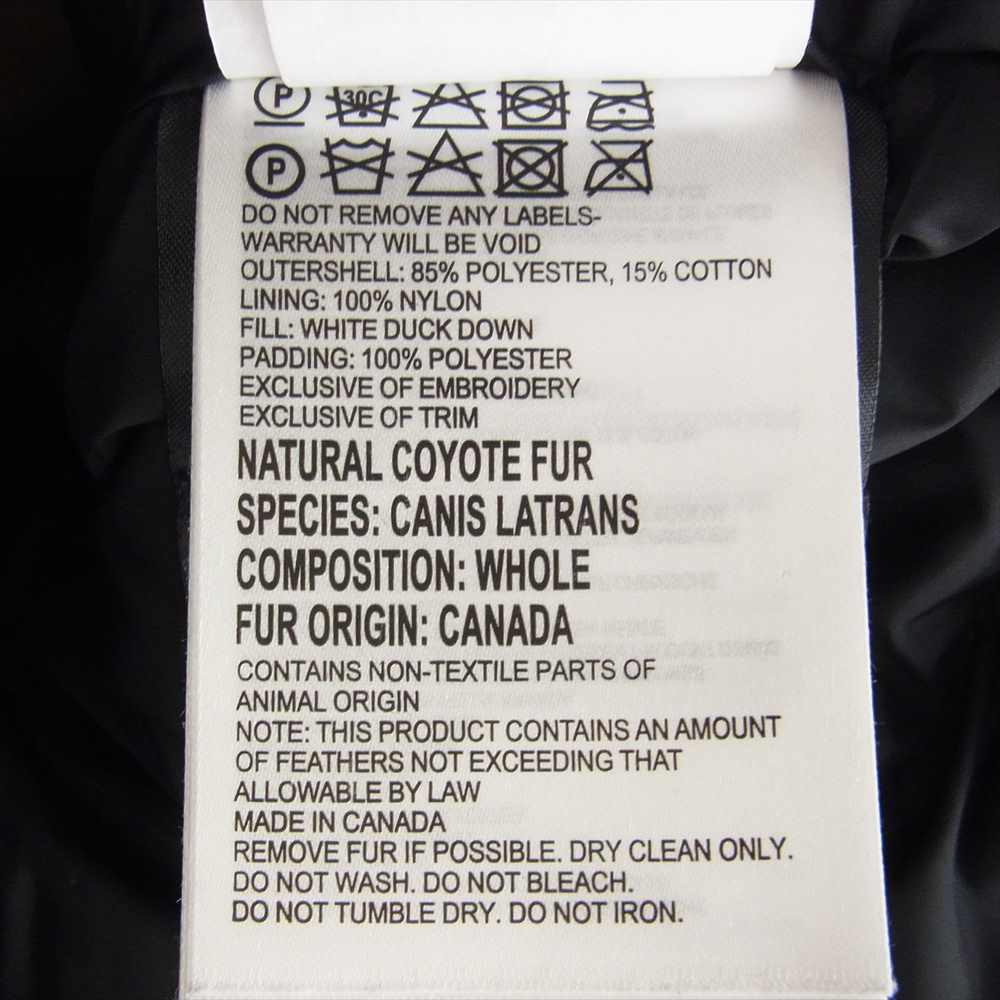 P 30C
P
DO NOT REMOVE ANY LABELS-
WARRANTY WILL BE VOID
OUTERSHELL: 85% POLYESTER, 15% COTTON
LINING: 100% NYLON
FILL: WHITE DUCK DOWN
PADDING: 100% POLYESTER
EXCLUSIVE OF EMBROIDERY
EXCLUSIVE OF TRIM
NATURAL COYOTE FUR
SPECIES: CANIS LATRANS
COMPOSITION: WHOLE
FUR ORIGIN: CANADA
CONTAINS NON-TEXTILE PARTS OF
ANIMAL ORIGIN
NOTE: THIS PRODUCT CONTAINS AN AMOUNT
OF FEATHERS NOT EXCEEDING THAT
ALLOWABLE BY LAW
MADE IN CANADA
REMOVE FUR IF POSSIBLE. DRY CLEAN ONLY.
DO NOT WASH. DO NOT BLEACH.
DO NOT TUMBLE DRY. DO NOT IRON.